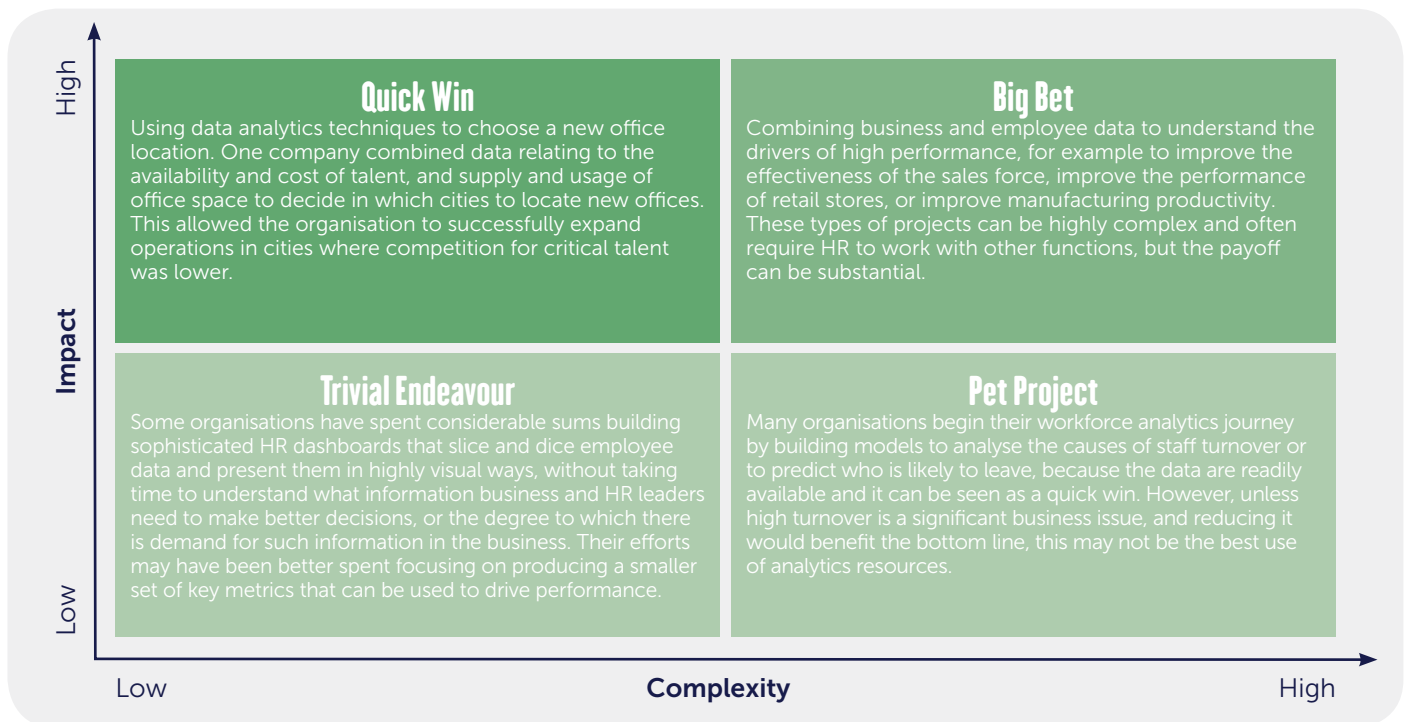 High
Impact
Low
Quick Win
Using data analytics techniques to choose a new office
location. One company combined data relating to the
availability and cost of talent, and supply and usage of
office space to decide in which cities to locate new offices.
This allowed the organisation to successfully expand
operations in cities where competition for critical talent
was lower.
Big Bet
Combining business and employee data to understand the
drivers of high performance, for example to improve the
effectiveness of the sales force, improve the performance
of retail stores, or improve manufacturing productivity.
These types of projects can be highly complex and often
require HR to work with other functions, but the payoff
can be substantial.
Trivial Endeavour
Some organisations have spent considerable sums building
sophisticated HR dashboards that slice and dice employee
data and present them in highly visual ways, without taking
time to understand what information business and HR leaders
need to make better decisions, or the degree to which there
is demand for such information in the business. Their efforts
may have been better spent focusing on producing a smaller
set of key metrics that can be used to drive performance.
Pet Project
Many organisations begin their workforce analytics journey
by building models to analyse the causes of staff turnover or
to predict who is likely to leave, because the data are readily
available and it can be seen as a quick win. However, unless
high turnover is a significant business issue, and reducing it
would benefit the bottom line, this may not be the best use
of analytics resources.
Low
Complexity
High